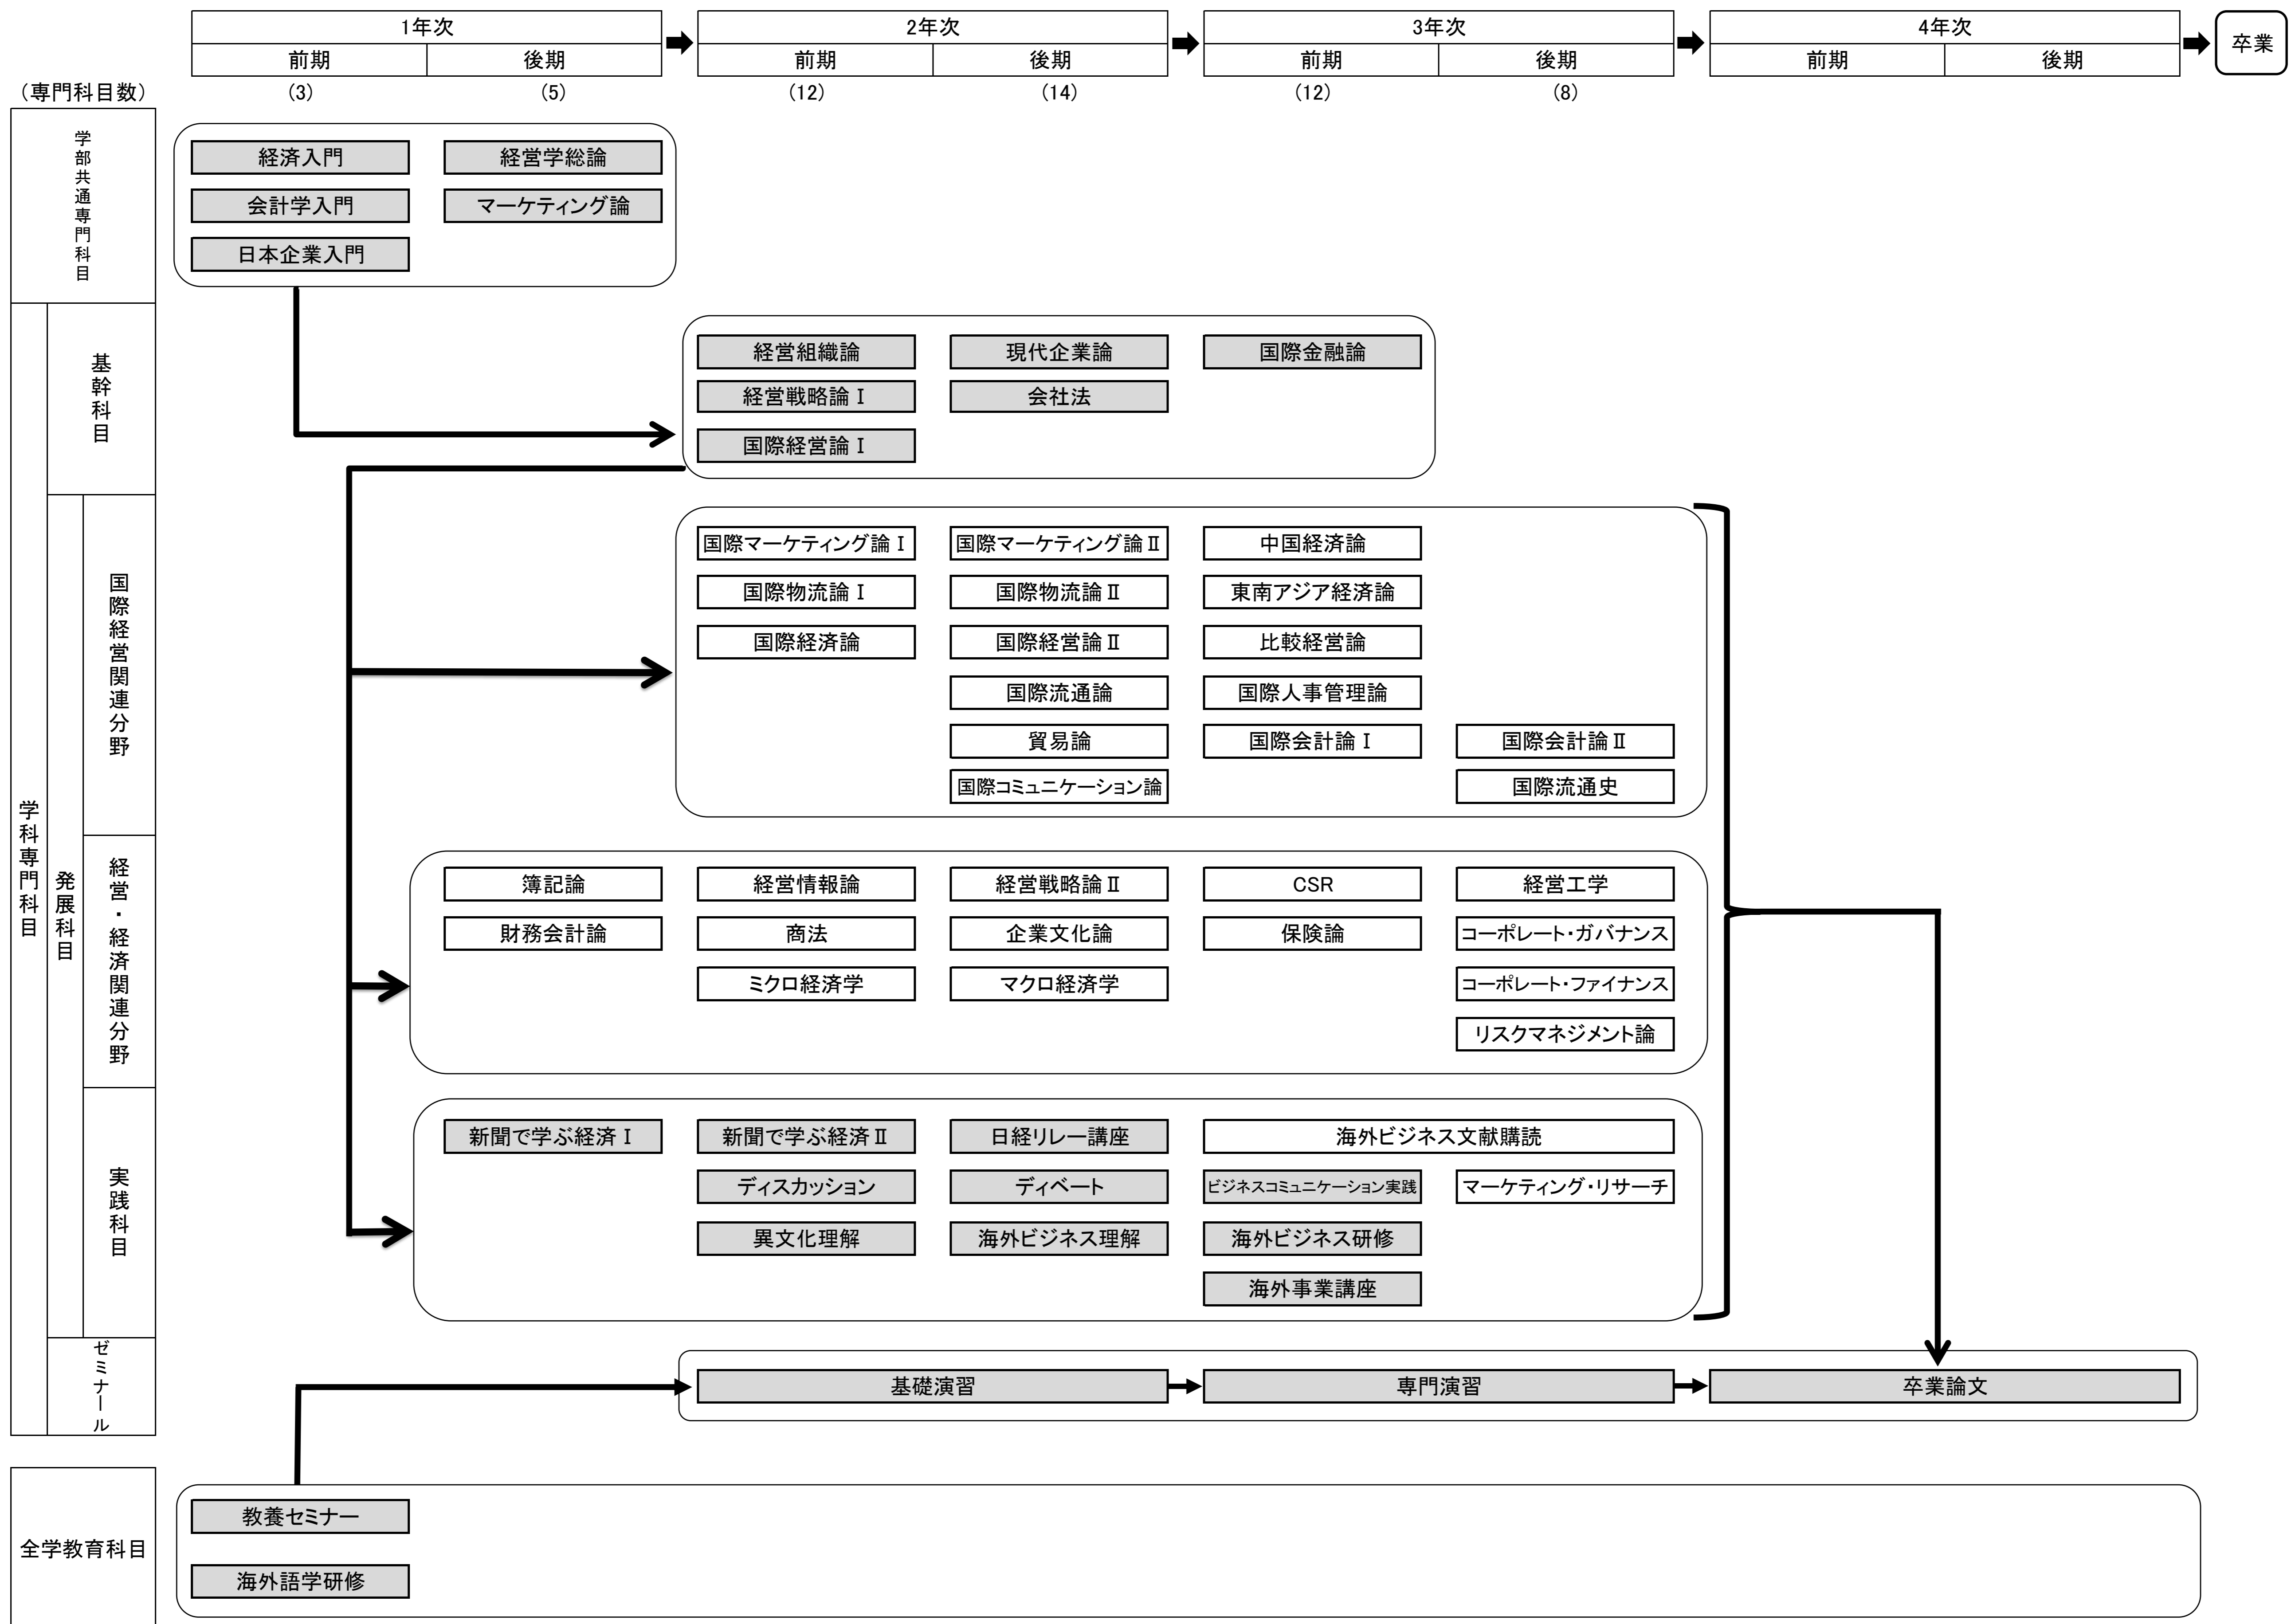 1年次
2年次
3年次
4年次
卒業
前期
後期
前期
後期
前期
後期
前期
後期
（専門科目数）
（3）
（5）
（12）
（14）
（12）
（8）
学部共通専門科目
経済入門
経営学総論
会計学入門
マーケティング論
日本企業入門
学科専門科目
基幹科目
経営組織論
現代企業論
国際金融論
経営戦略論Ⅰ
会社法
国際経営論Ⅰ
発展科目
国際経営関連分野
国際マーケティング論Ⅰ
国際マーケティング論Ⅱ
中国経済論
国際物流論Ⅰ
国際物流論Ⅱ
東南アジア経済論
国際経済論
国際経営論Ⅱ
比較経営論
国際流通論
国際人事管理論
貿易論
国際会計論Ⅰ
国際会計論Ⅱ
国際コミュニケーション論
国際流通史
経営・経済関連分野
簿記論
経営情報論
経営戦略論Ⅱ
CSR
経営工学
財務会計論
商法
企業文化論
保険論
コーポレート・ガバナンス
ミクロ経済学
マクロ経済学
コーポレート・ファイナンス
リスクマネジメント論
実践科目
新聞で学ぶ経済Ⅰ
新聞で学ぶ経済Ⅱ
日経リレー講座
海外ビジネス文献購読
ディスカッション
ディベート
ビジネスコミュニケーション実践
マーケティング・リサーチ
異文化理解
海外ビジネス理解
海外ビジネス研修
海外事業講座
ゼミナール
基礎演習
専門演習
卒業論文
全学教育科目
教養セミナー
海外語学研修